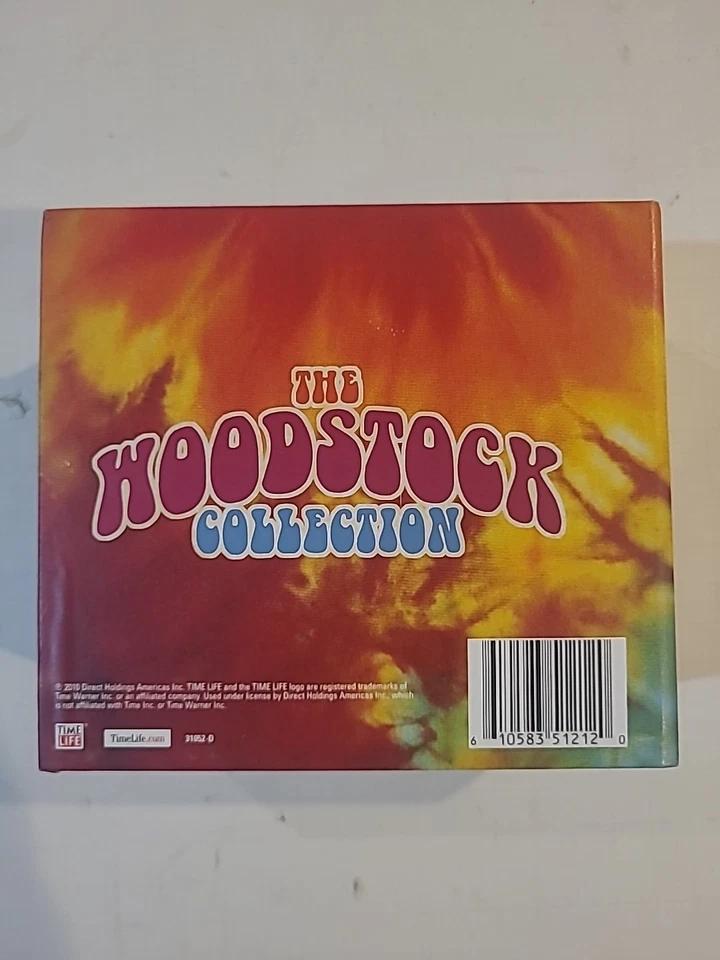 THE
WOODSTOCK
COLLECTION
℗ 2010 Direct Holdings Americas Inc. TIME LIFE and the TIME LIFE logo are registered trademarks of
Time Warner Inc. or an affiliated company. Used under license by Direct Holdings Americas Inc., which
is not affiliated with Time Inc. or Time Warner Inc.
TIME
LIFE
TimeLife.com
31052-D
6 10583 51212 0